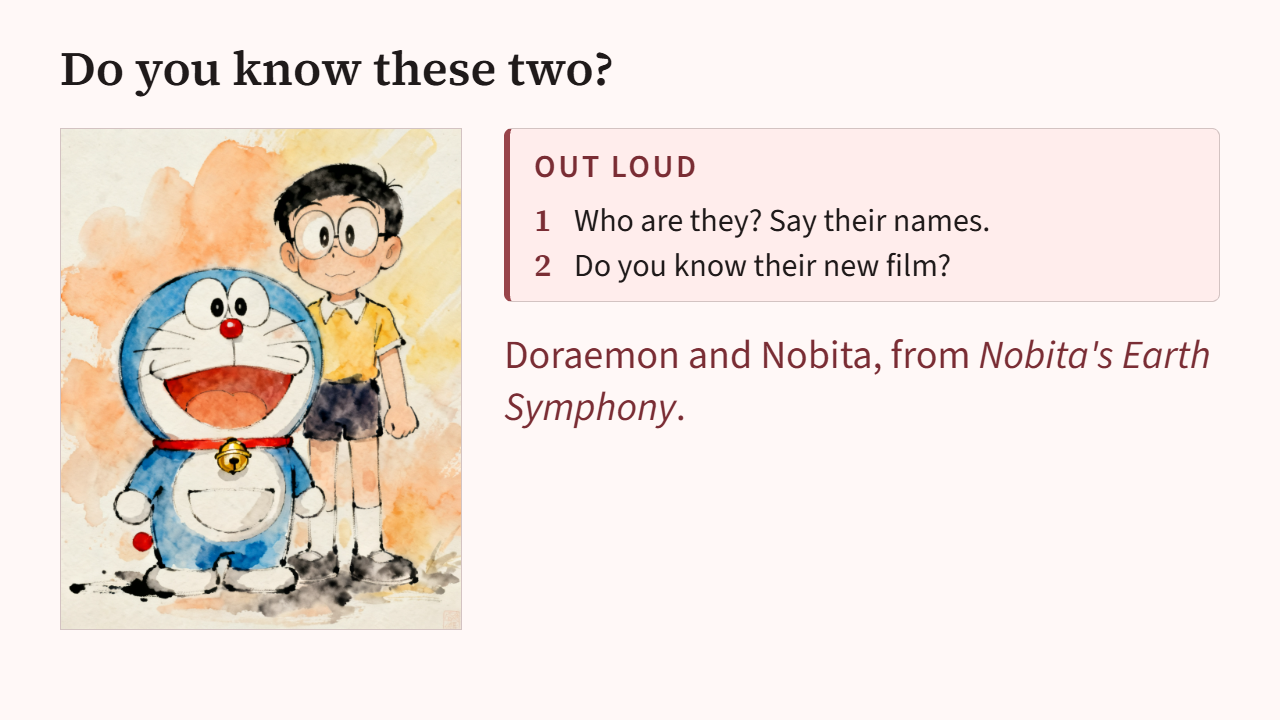 Do you know these two?
OUT LOUD
1 Who are they? Say their names.
2 Do you know their new film?
Doraemon and Nobita, from Nobita's Earth
Symphony.